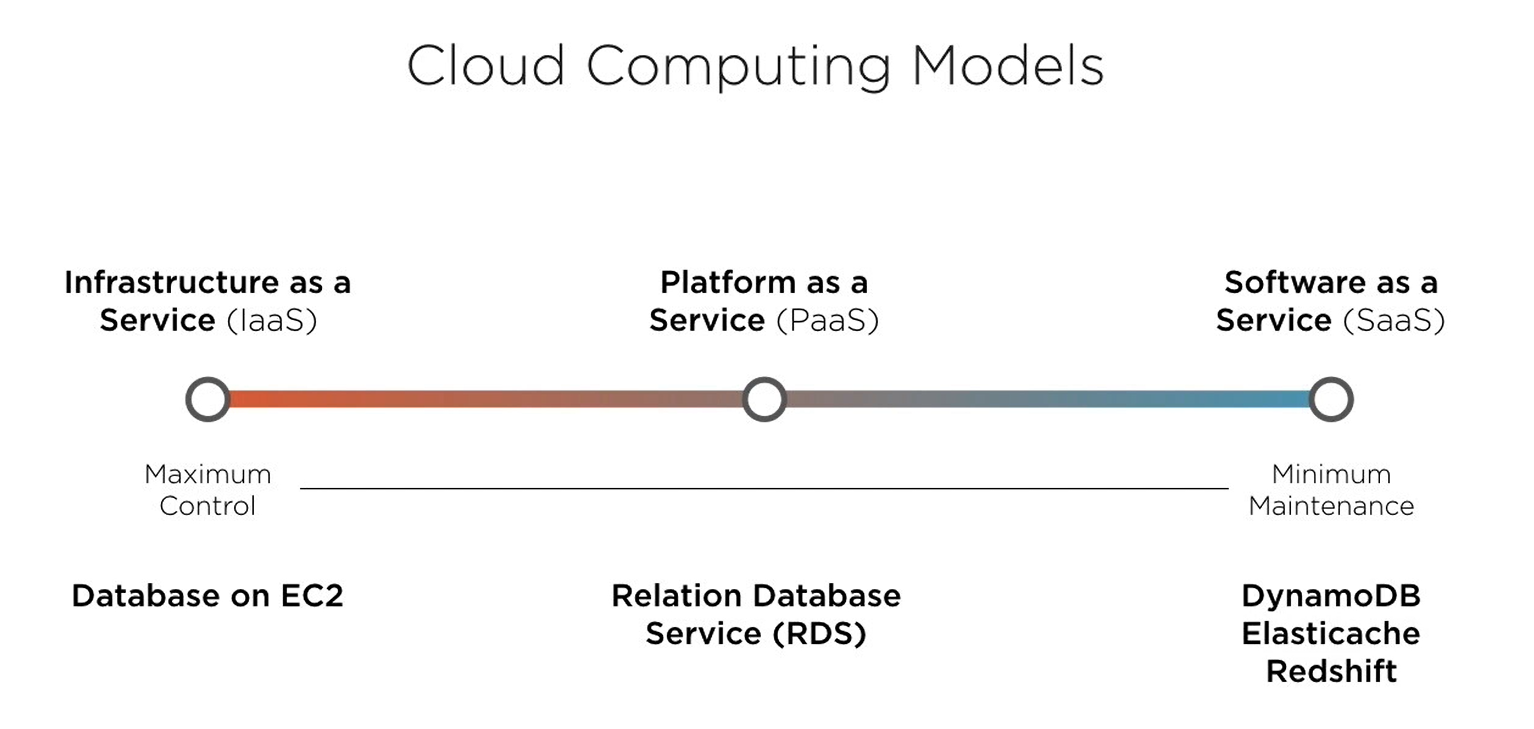 Cloud Computing Models
Infrastructure as a
Service (IaaS)
Platform as a
Service (PaaS)
Software as a
Service (SaaS)
Maximum
Control
Minimum
Maintenance
Database on EC2
Relation Database
Service (RDS)
DynamoDB
Elasticache
Redshift